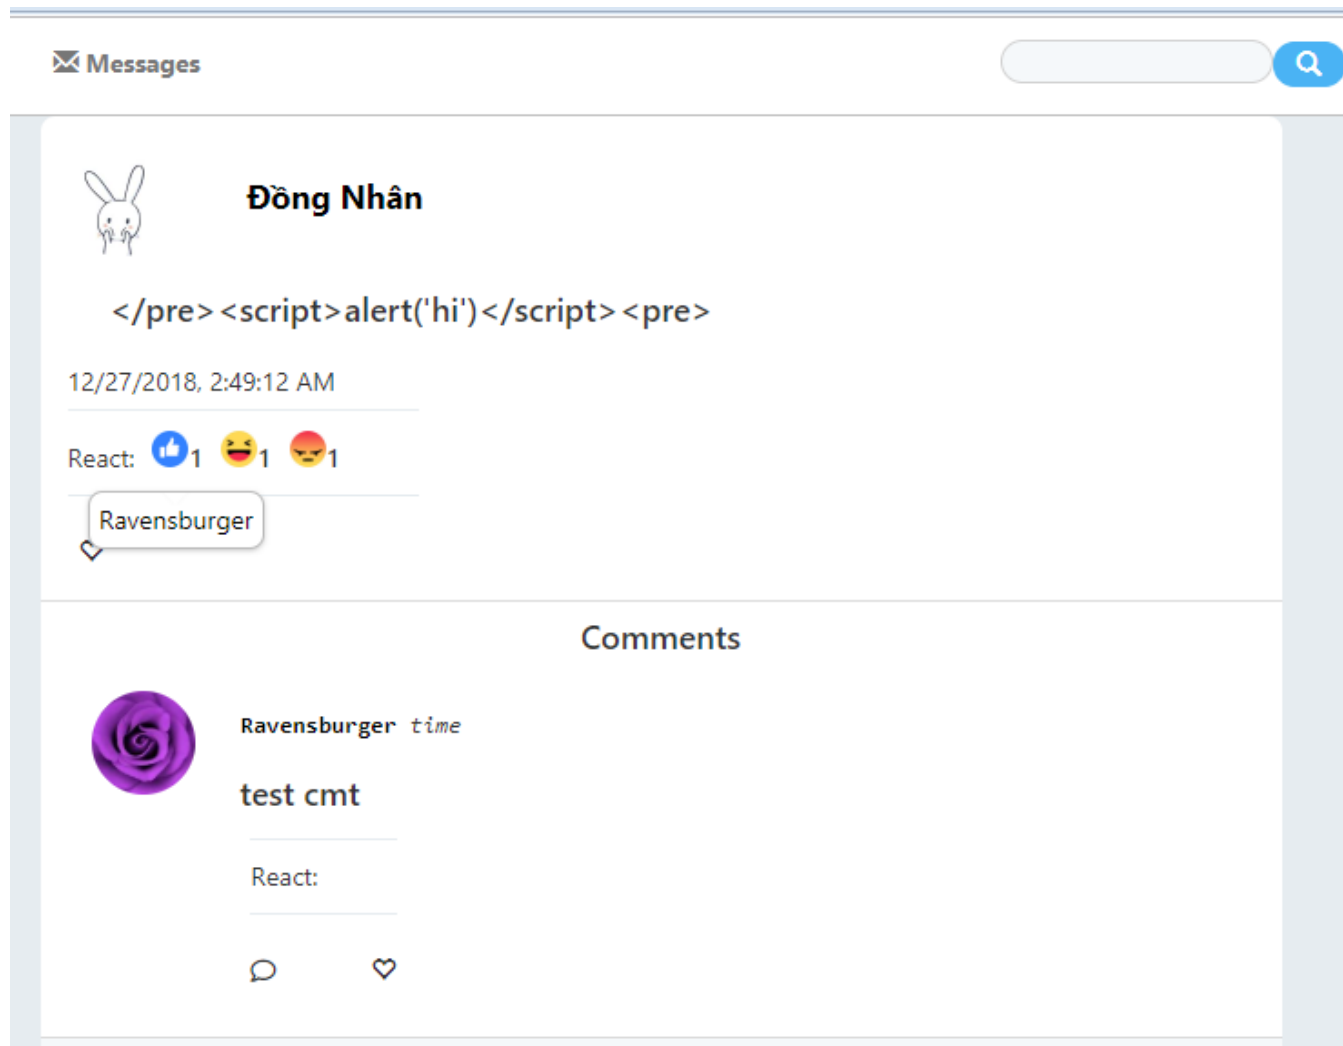 Messages
Đồng Nhân
</pre><script>alert('hi')</script><pre>
12/27/2018, 2:49:12 AM
React: 1 1 1
Ravensburger
Comments
Ravensburger time
test cmt
React: